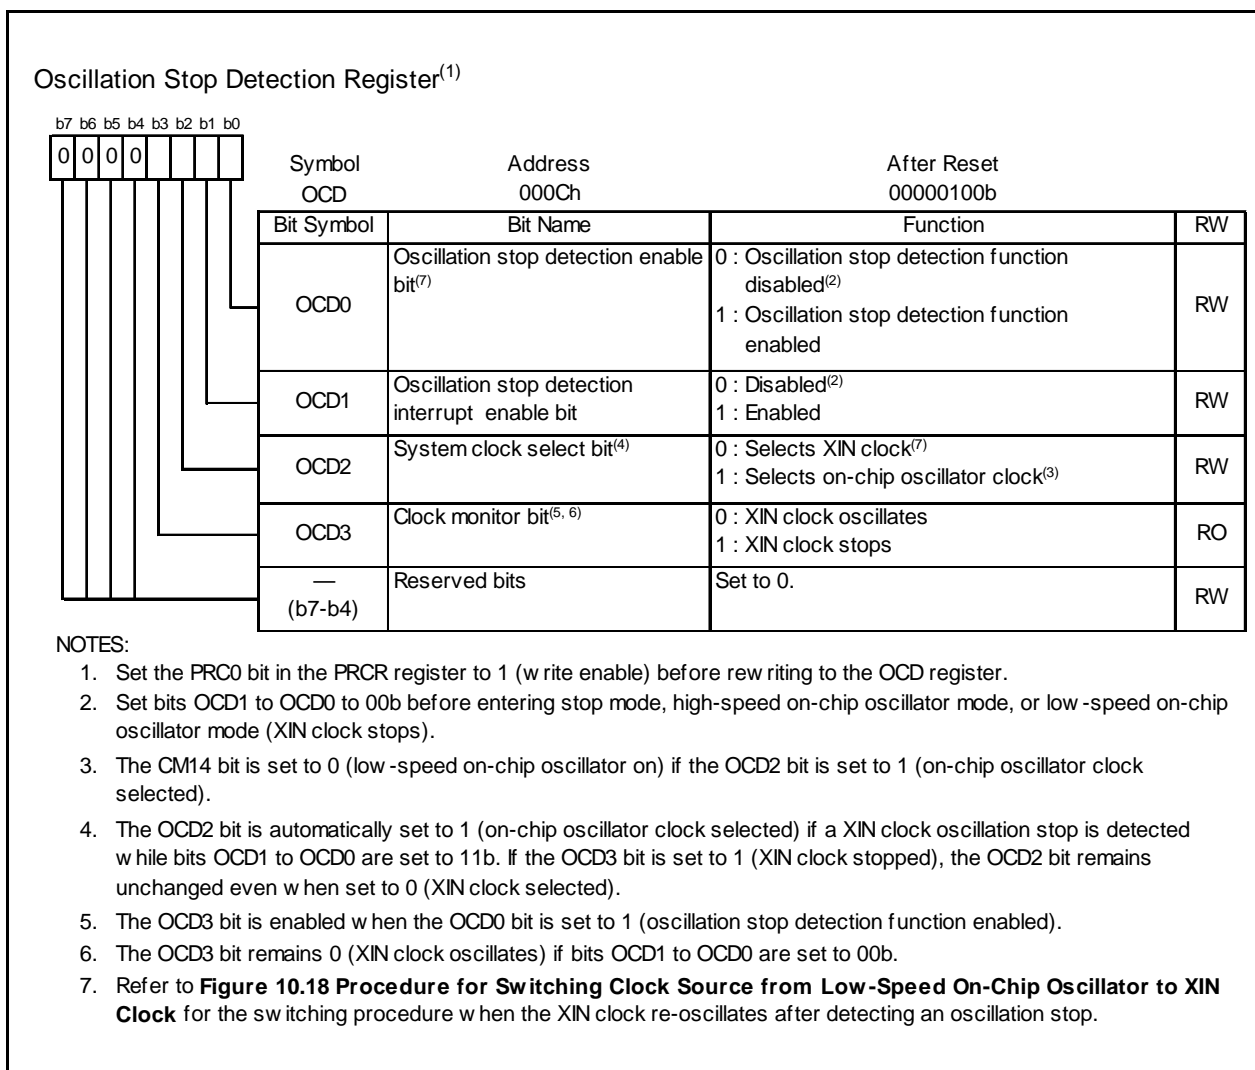 Oscillation Stop Detection Register(1)
b7 b6 b5 b4 b3 b2 b1 b0
0 0 0 0
Symbol Address After Reset
OCD 000Ch 00000100b
Bit Symbol Bit Name Function RW
OCD0 Oscillation stop detection enable bit(7) 0 : Oscillation stop detection function disabled(2) 1 : Oscillation stop detection function enabled RW
OCD1 Oscillation stop detection interrupt enable bit 0 : Disabled(2) 1 : Enabled RW
OCD2 System clock select bit(4) 0 : Selects XIN clock(7) 1 : Selects on-chip oscillator clock(3) RW
OCD3 Clock monitor bit(5, 6) 0 : XIN clock oscillates 1 : XIN clock stops RO
— (b7-b4) Reserved bits Set to 0. RW
NOTES:
1. Set the PRC0 bit in the PRCR register to 1 (write enable) before rewriting to the OCD register.
2. Set bits OCD1 to OCD0 to 00b before entering stop mode, high-speed on-chip oscillator mode, or low-speed on-chip
oscillator mode (XIN clock stops).
3. The CM14 bit is set to 0 (low-speed on-chip oscillator on) if the OCD2 bit is set to 1 (on-chip oscillator clock
selected).
4. The OCD2 bit is automatically set to 1 (on-chip oscillator clock selected) if a XIN clock oscillation stop is detected
while bits OCD1 to OCD0 are set to 11b. If the OCD3 bit is set to 1 (XIN clock stopped), the OCD2 bit remains
unchanged even when set to 0 (XIN clock selected).
5. The OCD3 bit is enabled when the OCD0 bit is set to 1 (oscillation stop detection function enabled).
6. The OCD3 bit remains 0 (XIN clock oscillates) if bits OCD1 to OCD0 are set to 00b.
7. Refer to Figure 10.18 Procedure for Switching Clock Source from Low-Speed On-Chip Oscillator to XIN
Clock for the switching procedure when the XIN clock re-oscillates after detecting an oscillation stop.